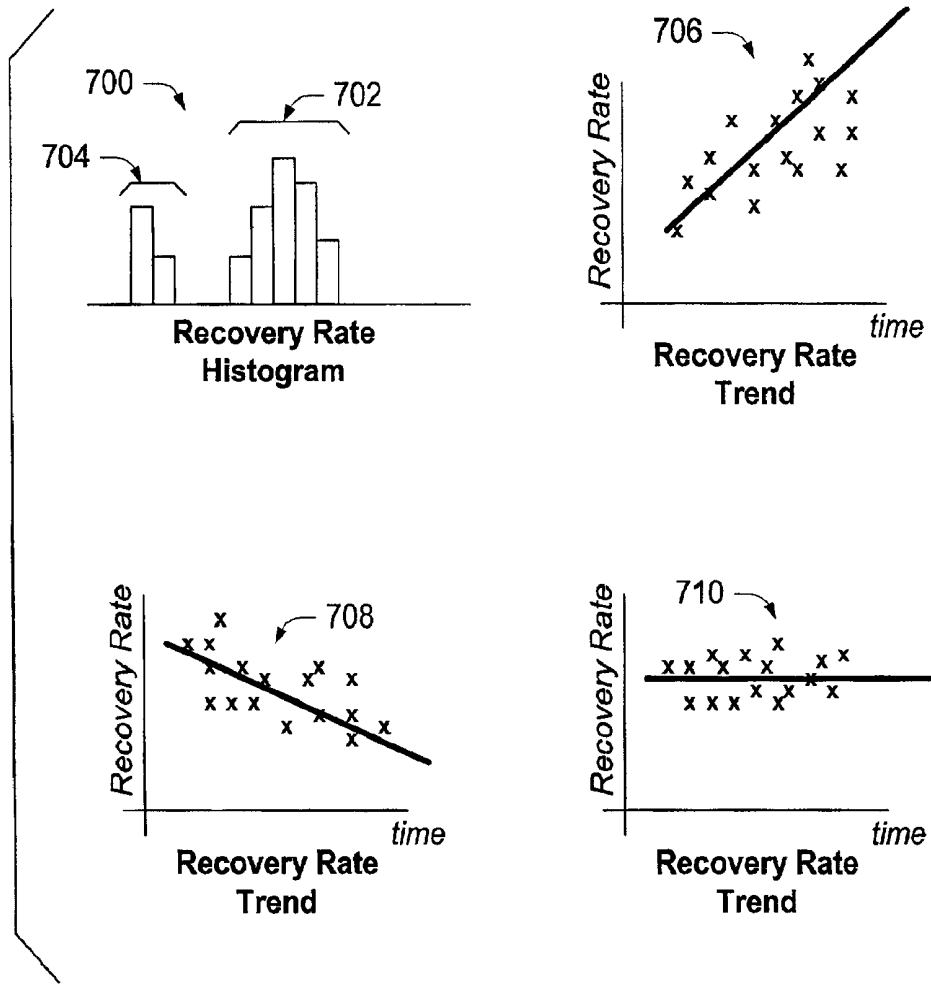 700
702
704
Recovery Rate
Histogram
706
Recovery Rate
time
Recovery Rate
Trend
708
Recovery Rate
time
Recovery Rate
Trend
710
Recovery Rate
time
Recovery Rate
Trend